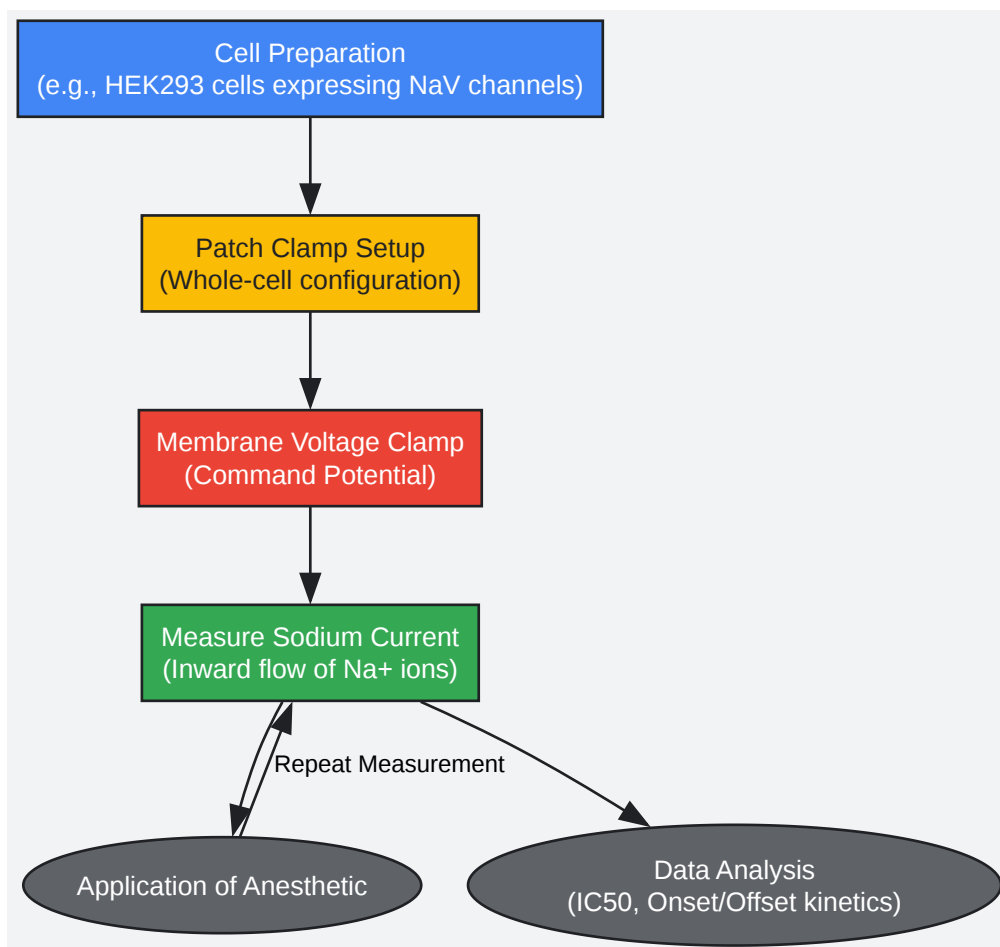 Cell Preparation
(e.g., HEK293 cells expressing NaV channels)
Patch Clamp Setup
(Whole-cell configuration)
Membrane Voltage Clamp
(Command Potential)
Measure Sodium Current
(Inward flow of Na+ ions)
Repeat Measurement
Application of Anesthetic
Data Analysis
(IC50, Onset/Offset kinetics)